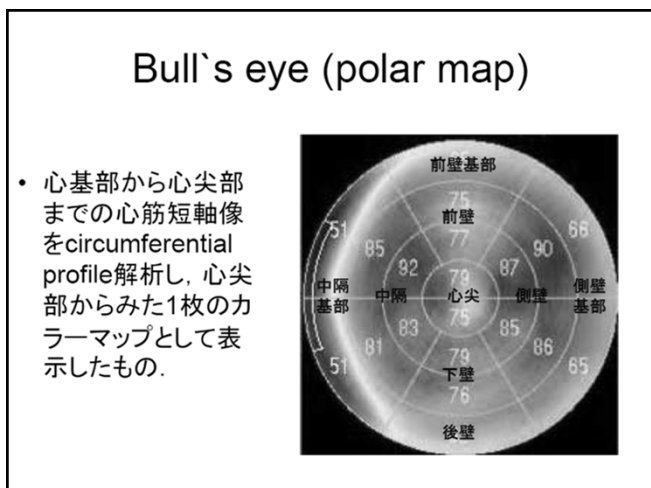 Bull`s eye (polar map)
• 心基部から心尖部
までの心筋短軸像
をcircumferential
profile解析し，心尖
部からみた1枚のカ
ラーマップとして表
示したもの．
前壁基部
75
前壁
77
51
66
85
90
92
87
79
中隔
基部
中隔
心尖
側壁
側壁
基部
75
83
85
81
86
79
51
65
下壁
76
後壁